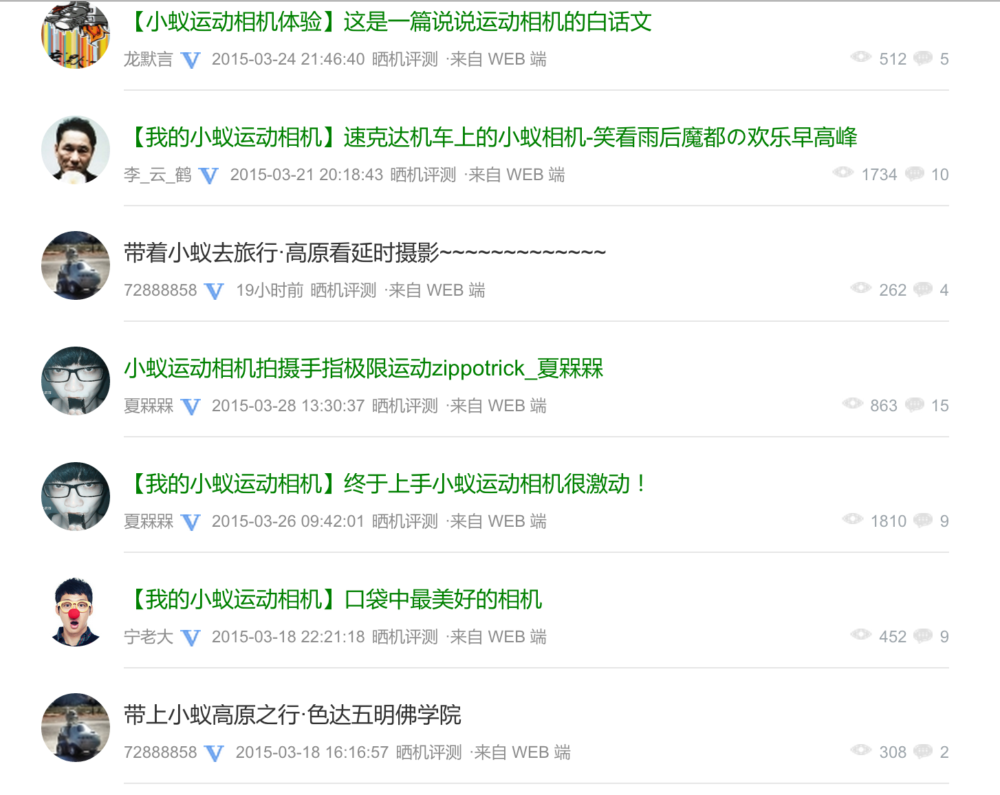 【小蚁运动相机体验】这是一篇说说运动相机的白话文
龙默言 V 2015-03-24 21:46:40 晒机评测 ·来自 WEB 端 512 5
【我的小蚁运动相机】速克达机车上的小蚁相机-笑看雨后魔都の欢乐早高峰
李_云_鹤 V 2015-03-21 20:18:43 晒机评测 ·来自 WEB 端 1734 10
带着小蚁去旅行·高原看延时摄影~~~~~~~~~~~~~
72888858 V 19小时前 晒机评测 ·来自 WEB 端 262 4
小蚁运动相机拍摄手指极限运动zippotrick_夏槑槑
夏槑槑 V 2015-03-28 13:30:37 晒机评测 ·来自 WEB 端 863 15
【我的小蚁运动相机】终于上手小蚁运动相机很激动！
夏槑槑 V 2015-03-26 09:42:01 晒机评测 ·来自 WEB 端 1810 9
【我的小蚁运动相机】口袋中最美好的相机
宁老大 V 2015-03-18 22:21:18 晒机评测 ·来自 WEB 端 452 9
带上小蚁高原之行·色达五明佛学院
72888858 V 2015-03-18 16:16:57 晒机评测 ·来自 WEB 端 308 2